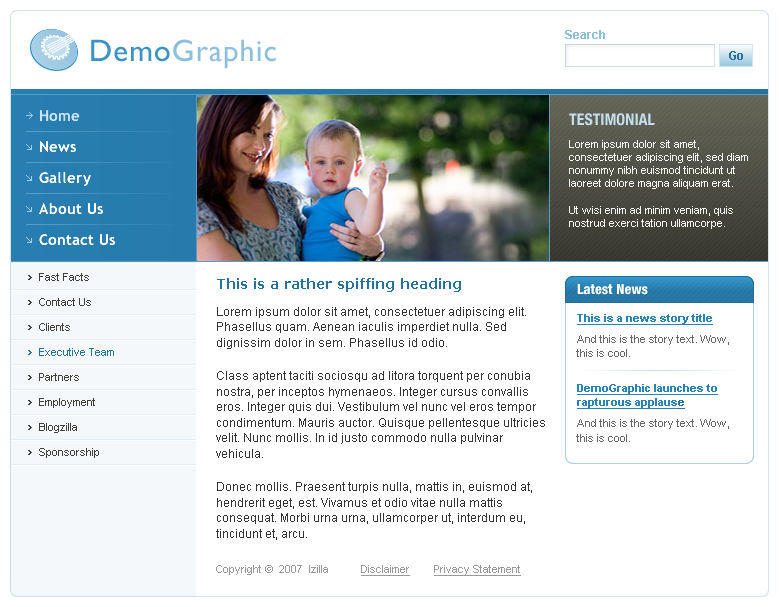 DemoGraphic
Search
Go
Home
News
Gallery
About Us
Contact Us
TESTIMONIAL
Lorem ipsum dolor sit amet,
consectetuer adipiscing elit, sed diam
nonummy nibh euismod tincidunt ut
laoreet dolore magna aliquam erat.
Ut wisi enim ad minim veniam, quis
nostrud exerci tation ullamcorpe.
Fast Facts
Contact Us
Clients
Executive Team
Partners
Employment
Blogzilla
Sponsorship
This is a rather spiffing heading
Lorem ipsum dolor sit amet, consectetuer adipiscing elit.
Phasellus quam. Aenean iaculis imperdiet nulla. Sed
dignissim dolor in sem. Phasellus id odio.
Class aptent taciti sociosqu ad litora torquent per conubia
nostra, per inceptos hymenaeos. Integer cursus convallis
eros. Integer quis dui. Vestibulum vel nunc vel eros tempor
condimentum. Mauris auctor. Quisque pellentesque ultricies
velit. Nunc mollis. In id justo commodo nulla pulvinar
vehicula.
Donec mollis. Praesent turpis nulla, mattis in, euismod at,
hendrerit eget, est. Vivamus et odio vitae nulla mattis
consequat. Morbi urna urna, ullamcorper ut, interdum eu,
tincidunt et, arcu.
Latest News
This is a news story title
And this is the story text. Wow,
this is cool.
DemoGraphic launches to
rapturous applause
And this is the story text. Wow,
this is cool.
Copyright © 2007 Izilla
Disclaimer
Privacy Statement